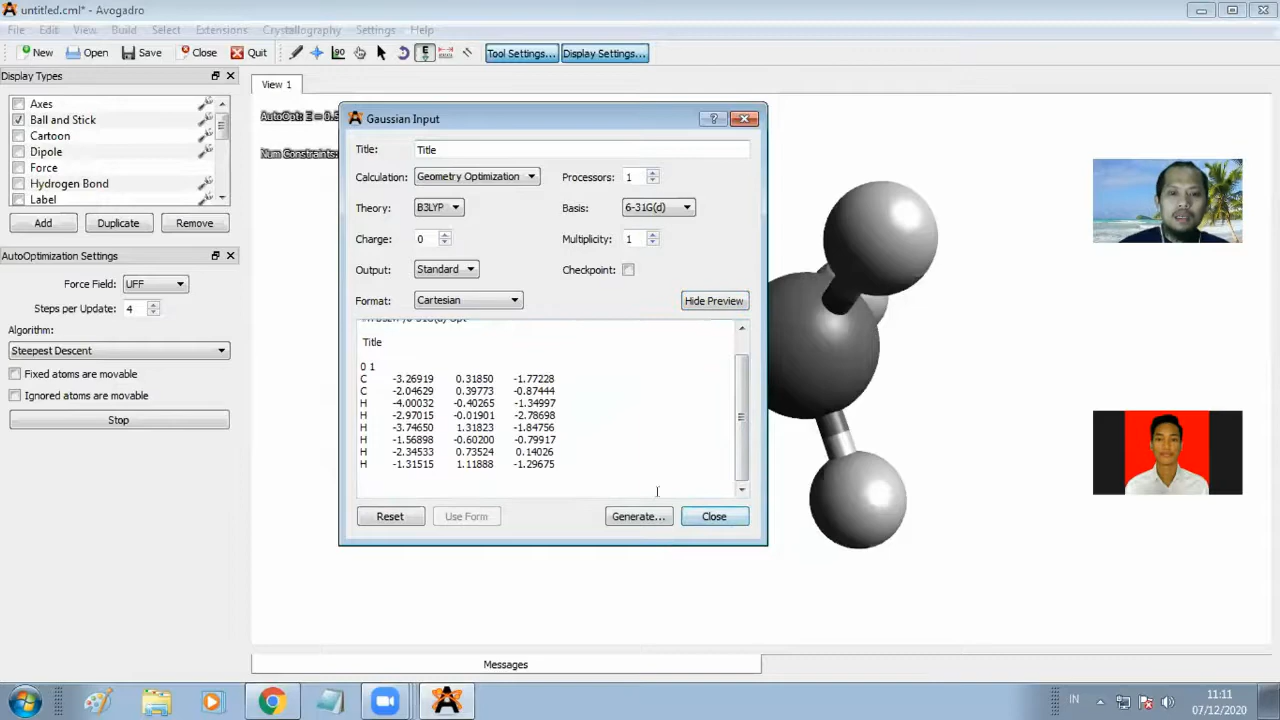 untitled.cml* - Avogadro
File Edit View Build Select Extensions Crystallography Settings Help
New Open Save Close Quit Tool Settings... Display Settings...
Display Types
View 1
Axes
Ball and Stick
Cartoon
Dipole
Force
Hydrogen Bond
Label
Add Duplicate Remove
AutoOptimization Settings
Force Field: UFF
Steps per Update: 4
Algorithm:
Steepest Descent
Fixed atoms are movable
Ignored atoms are movable
Stop
AutoOpt: E = 0.5
Num Constraints:
Gaussian Input
Title: Title
Calculation: Geometry Optimization Processors: 1
Theory: B3LYP Basis: 6-31G(d)
Charge: 0 Multiplicity: 1
Output: Standard Checkpoint:
Format: Cartesian Hide Preview
Title
0 1
C -3.26919 0.31850 -1.77228
C -2.04629 0.39773 -0.87444
H -4.00032 -0.40265 -1.34997
H -2.97015 -0.01901 -2.78698
H -3.74650 1.31823 -1.84756
H -1.56898 -0.60200 -0.79917
H -2.34533 0.73524 0.14026
H -1.31515 1.11888 -1.29675
Reset Use Form Generate... Close
Messages
IN 11:11
07/12/2020